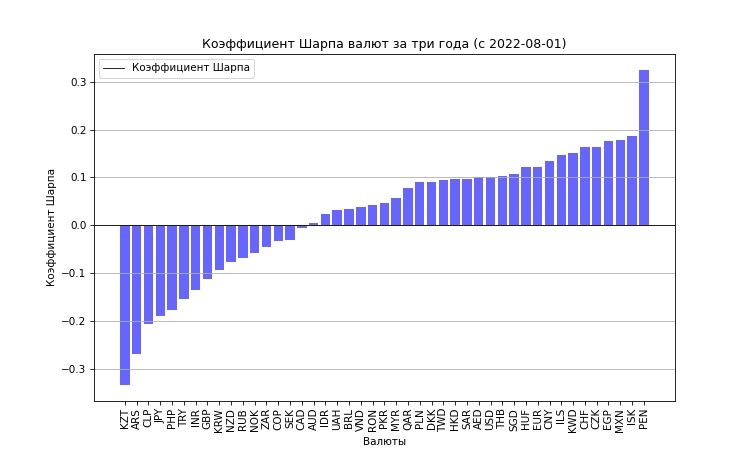 Коэффициент Шарпа валют за три года (с 2022-08-01)
Коэффициент Шарпа
Коэффициент Шарпа
0.3
0.2
0.1
0.0
−0.1
−0.2
−0.3
KZT ARS CLP JPY PHP TRY INR GBP KRW NZD RUB NOK ZAR COP SEK CAD AUD IDR UAH BRL VND RON PKR MYR QAR PLN DKK TWD HKD SAR AED USD THB SGD HUF EUR CNY ILS KWD CHF CZK EGP MXN ISK PEN
Валюты